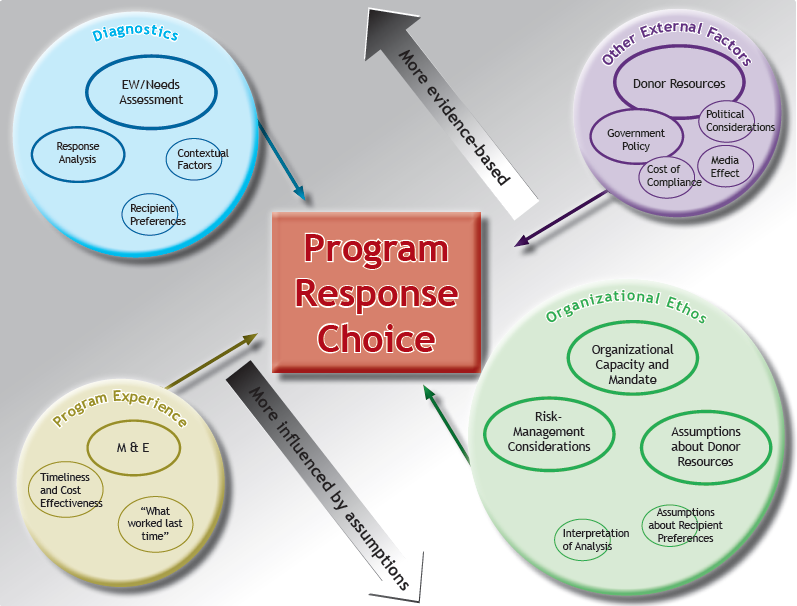 Diagnostics
EW/Needs
Assessment
Response
Analysis
Contextual
Factors
Recipient
Preferences
More evidence-based
Other External Factors
Donor Resources
Government
Policy
Political
Considerations
Cost of
Compliance
Media
Effect
Program
Response
Choice
Program Experience
M & E
Timeliness
and Cost
Effectiveness
“What
worked last
time”
More influenced by assumptions
Organizational Ethos
Organizational
Capacity and
Mandate
Risk-
Management
Considerations
Assumptions
about Donor
Resources
Interpretation
of Analysis
Assumptions
about Recipient
Preferences